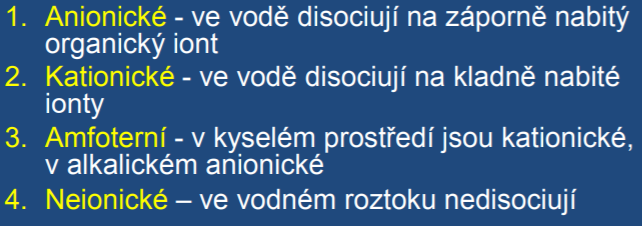 1. Anionické - ve vodě disociují na záporně nabitý
organický iont
2. Kationické - ve vodě disociují na kladně nabité
ionty
3. Amfoterní - v kyselém prostředí jsou kationické,
v alkalickém anionické
4. Neionické – ve vodném roztoku nedisociují